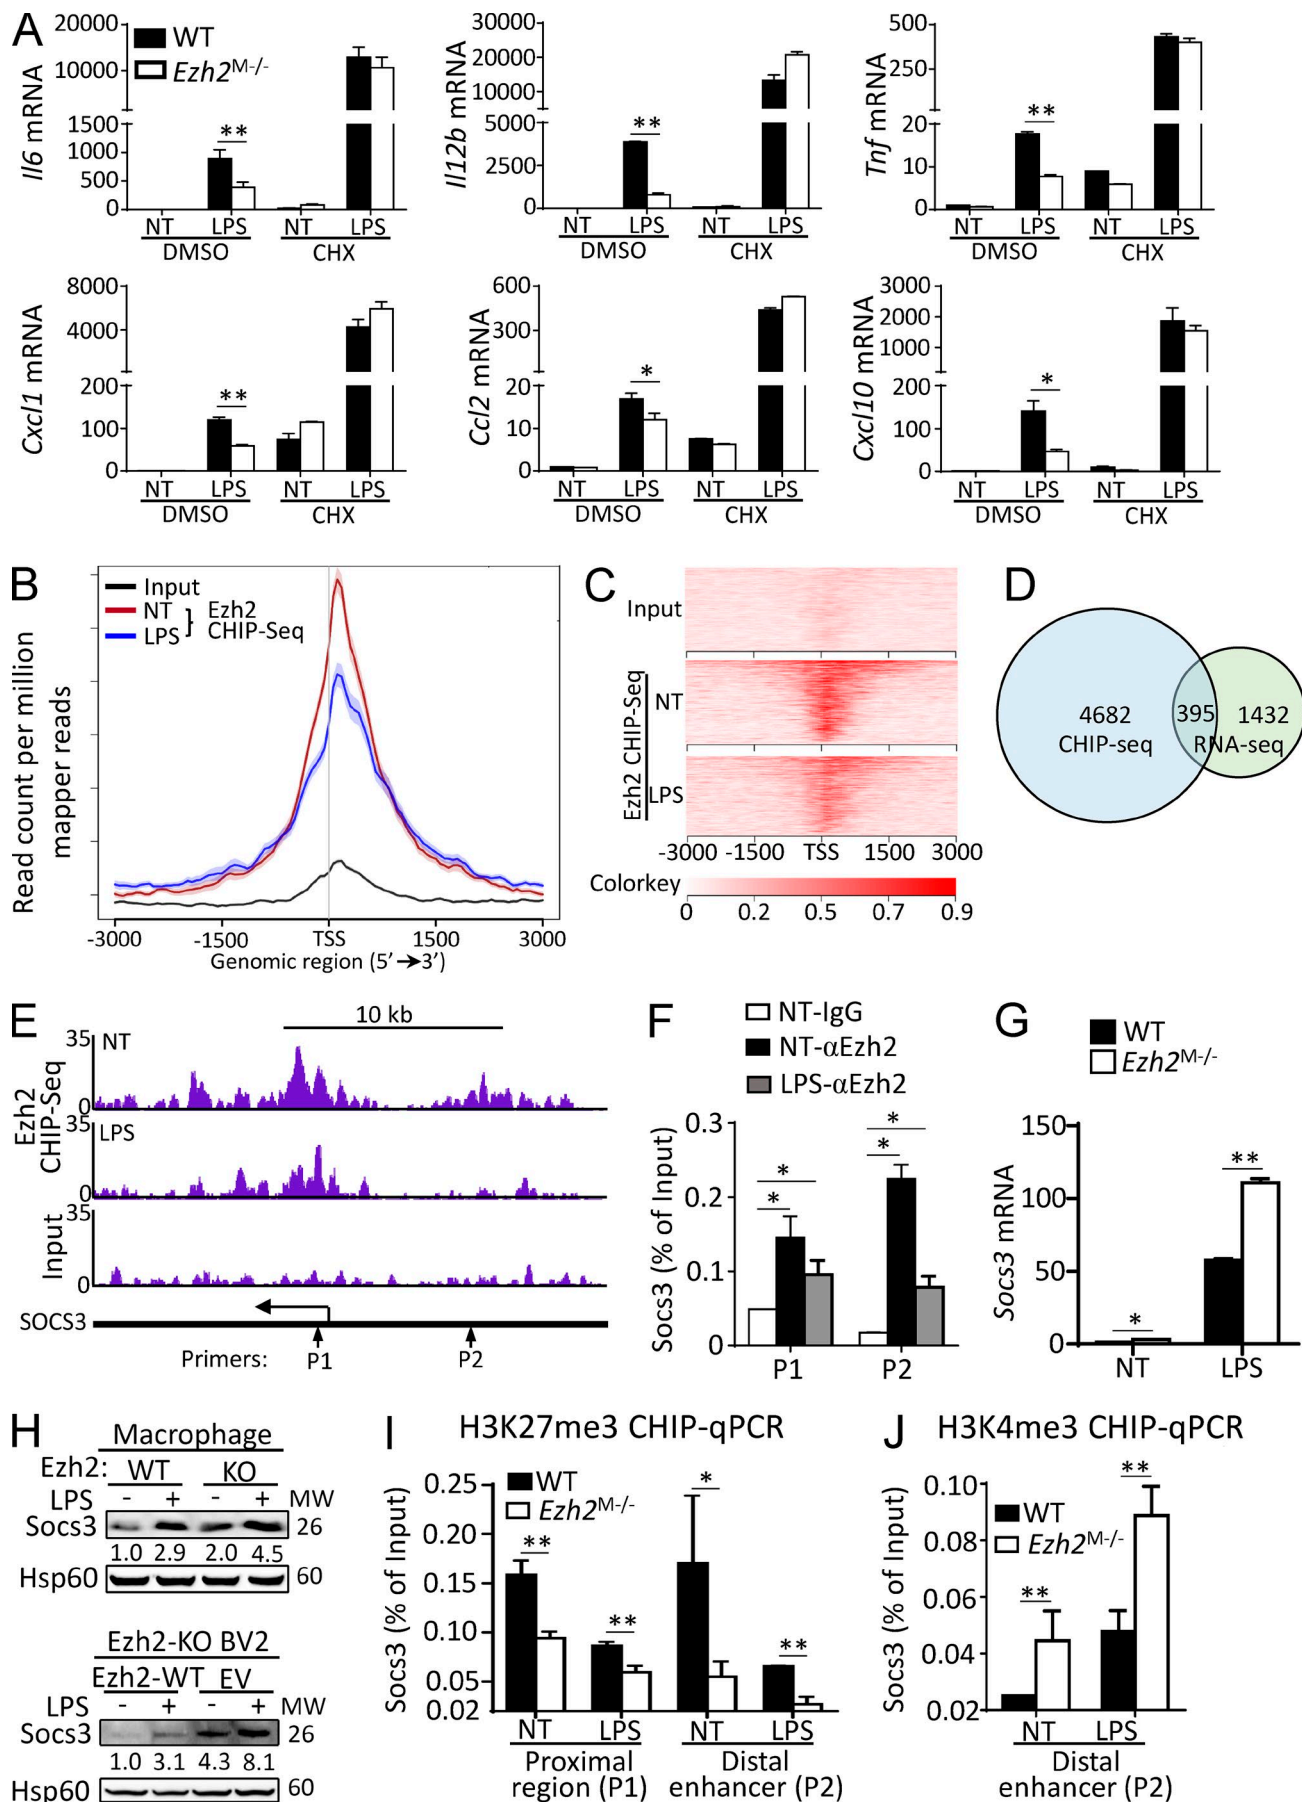 A
WT
Ezh2M-/-
Il6 mRNA
20000
10000
1500
1000
500
0
**
NT LPS NT LPS
DMSO CHX
Il12b mRNA
30000
20000
10000
5000
2500
0
**
NT LPS NT LPS
DMSO CHX
Tnf mRNA
500
250
20
10
0
**
NT LPS NT LPS
DMSO CHX
Cxcl1 mRNA
8000
4000
200
100
0
**
NT LPS NT LPS
DMSO CHX
Ccl2 mRNA
600
300
20
10
0
*
NT LPS NT LPS
DMSO CHX
Cxcl10 mRNA
3000
2000
1000
200
100
0
*
NT LPS NT LPS
DMSO CHX
B
Input
NT
LPS
} Ezh2
CHIP-Seq
Read count per million
mapper reads
-3000 -1500 TSS 1500 3000
Genomic region (5’ →3’)
C
Input
Ezh2 CHIP-Seq
NT
LPS
-3000 -1500 TSS 1500 3000
Colorkey
0 0.2 0.5 0.7 0.9
D
4682 395 1432
CHIP-seq RNA-seq
E
10 kb
Ezh2
CHIP-Seq
35 NT
0
35 LPS
0
Input
35
0
SOCS3
Primers: P1 P2
F
NT-IgG
NT-αEzh2
LPS-αEzh2
Socs3 (% of Input)
0.3
0.2
0.1
0
* *
* *
P1 P2
G
WT
Ezh2M-/-
Socs3 mRNA
150
100
50
0
* **
NT LPS
H
Macrophage
Ezh2: WT KO
LPS - + - + MW
Socs3 26
1.0 2.9 2.0 4.5
Hsp60 60
Ezh2-KO BV2
Ezh2-WT EV
LPS - + - + MW
Socs3 26
1.0 3.1 4.3 8.1
Hsp60 60
I
H3K27me3 CHIP-qPCR
WT
Ezh2M-/-
Socs3 (% of Input)
0.25
0.20
0.15
0.10
0.05
0.02
** ** * **
NT LPS NT LPS
Proximal Distal
region (P1) enhancer (P2)
J
H3K4me3 CHIP-qPCR
WT
Ezh2M-/-
Socs3 (% of Input)
0.10
0.08
0.06
0.04
0.02
** **
NT LPS
Distal
enhancer (P2)